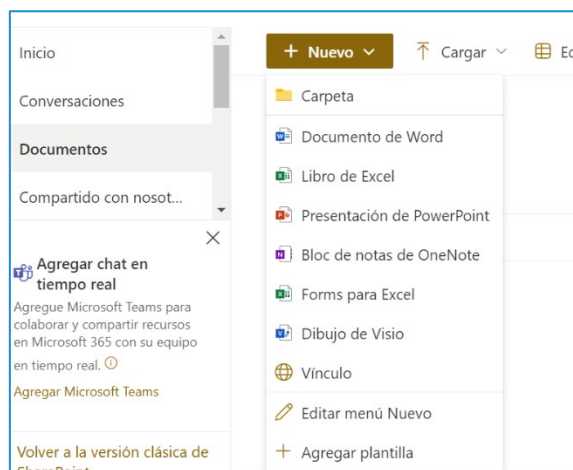 Inicio
Conversaciones
Documentos
Compartido con nosot...
Agregar chat en
tiempo real
Agregue Microsoft Teams para
colaborar y compartir recursos
en Microsoft 365 con su equipo
en tiempo real.
Agregar Microsoft Teams
Volver a la versión clásica de
SharePoint
+ Nuevo
Cargar
Ed
Carpeta
Documento de Word
Libro de Excel
Presentación de PowerPoint
Bloc de notas de OneNote
Forms para Excel
Dibujo de Visio
Vínculo
Editar menú Nuevo
+ Agregar plantilla